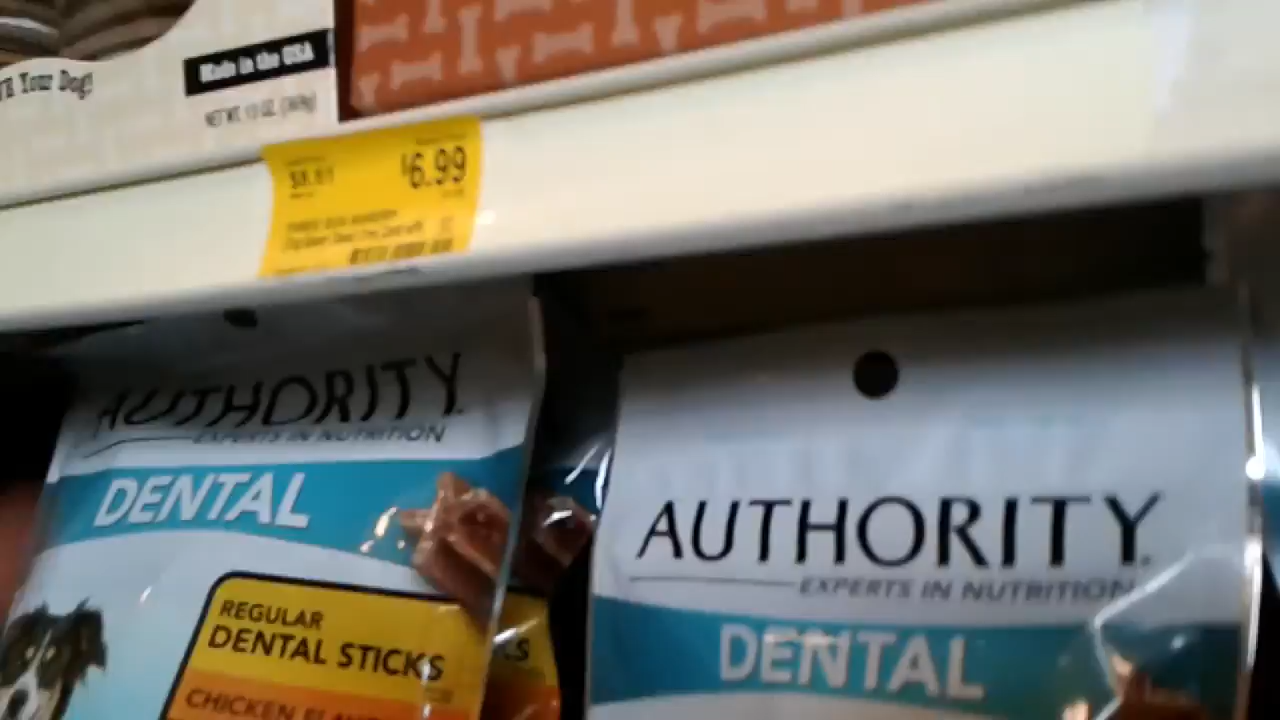 Your Dog!
Made in the USA
NET WT. 13 OZ.
$6.99
AUTHORITY
EXPERTS IN NUTRITION
DENTAL
REGULAR
DENTAL STICKS
CHICKEN
AUTHORITY
EXPERTS IN NUTRITION
DENTAL